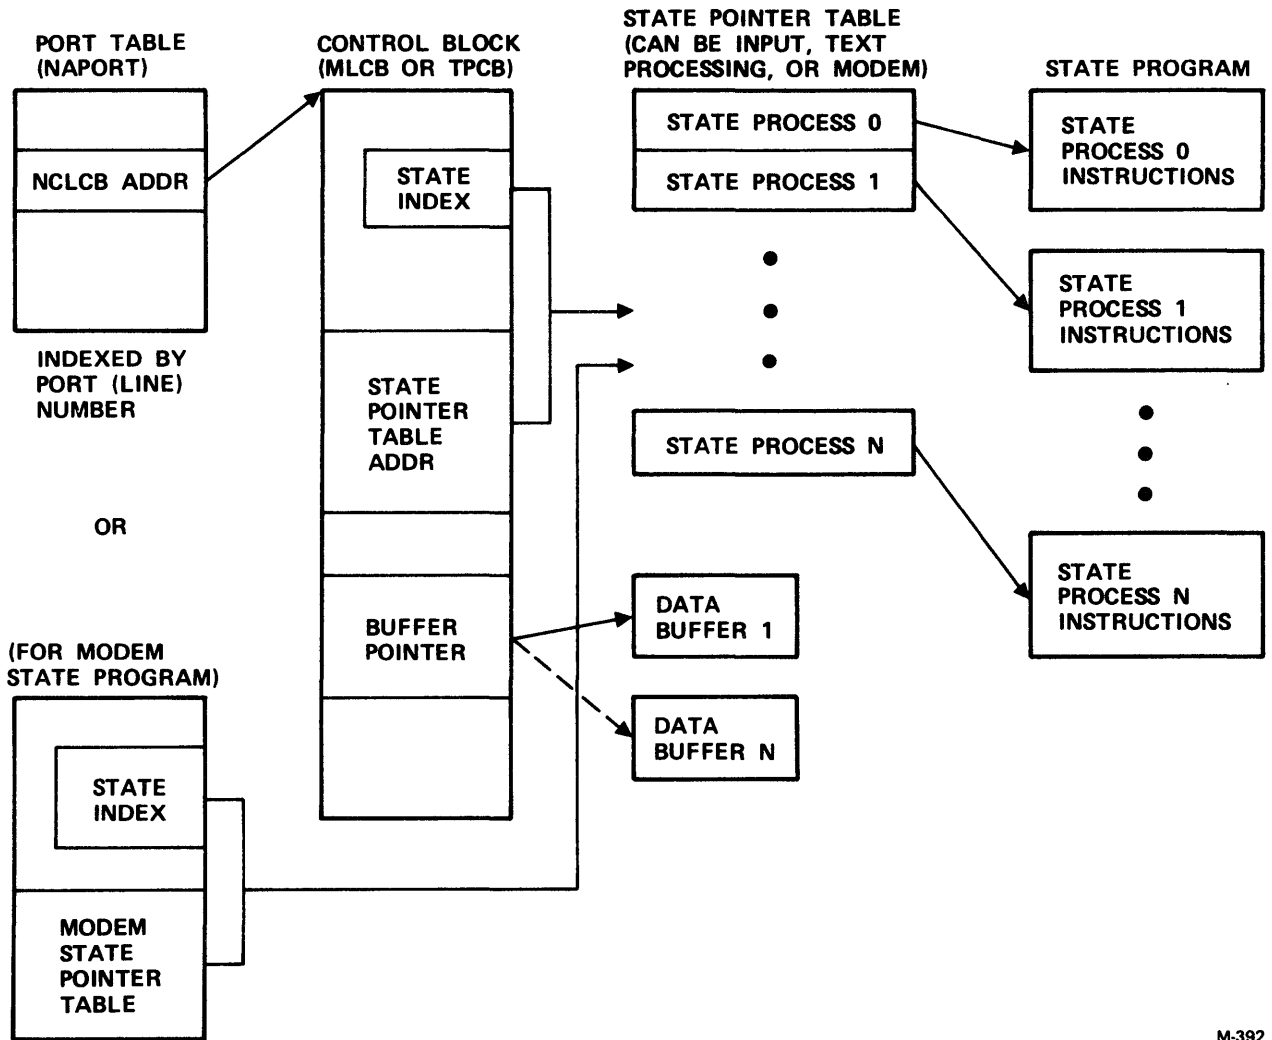 PORT TABLE
(NAPORT)
NCLCB ADDR
INDEXED BY
PORT (LINE)
NUMBER
OR
(FOR MODEM
STATE PROGRAM)
STATE
INDEX
MODEM
STATE
POINTER
TABLE
CONTROL BLOCK
(MLCB OR TPCB)
STATE
INDEX
STATE
POINTER
TABLE
ADDR
BUFFER
POINTER
STATE POINTER TABLE
(CAN BE INPUT, TEXT
PROCESSING, OR MODEM)
STATE PROCESS 0
STATE PROCESS 1
STATE PROCESS N
DATA
BUFFER 1
DATA
BUFFER N
STATE PROGRAM
STATE
PROCESS 0
INSTRUCTIONS
STATE
PROCESS 1
INSTRUCTIONS
STATE
PROCESS N
INSTRUCTIONS
M-392